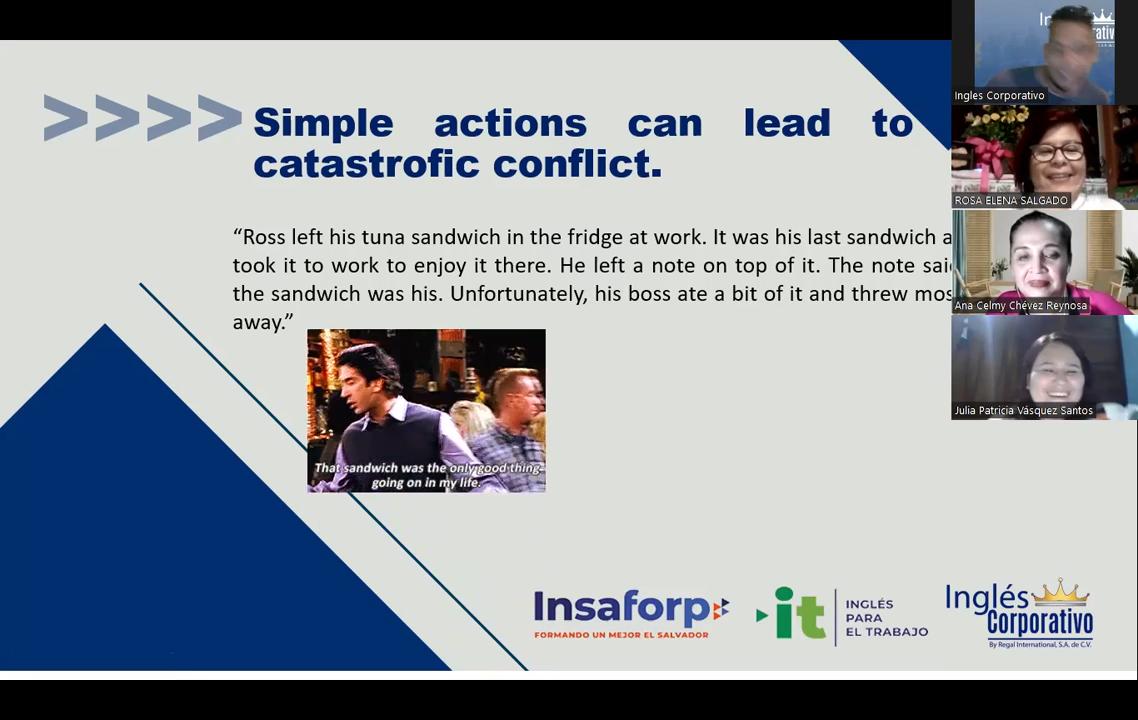 >>>> Simple actions can lead to
catastrofic conflict.
“Ross left his tuna sandwich in the fridge at work. It was his last sandwich
took it to work to enjoy it there. He left a note on top of it. The note
the sandwich was his. Unfortunately, his boss ate a bit of it and threw
away.”
That sandwich was the only good thing
going on in my life.
Insaforp
FORMANDO UN MEJOR EL SALVADOR
it
INGLÉS
PARA
EL TRABAJO
Inglés
Corporativo
By Regal International, S.A. de C.V.
Ingles Corporativo
ROSA ELENA SALGADO
Ana Celmy Chévez Reynosa
Julia Patricia Vásquez Santos